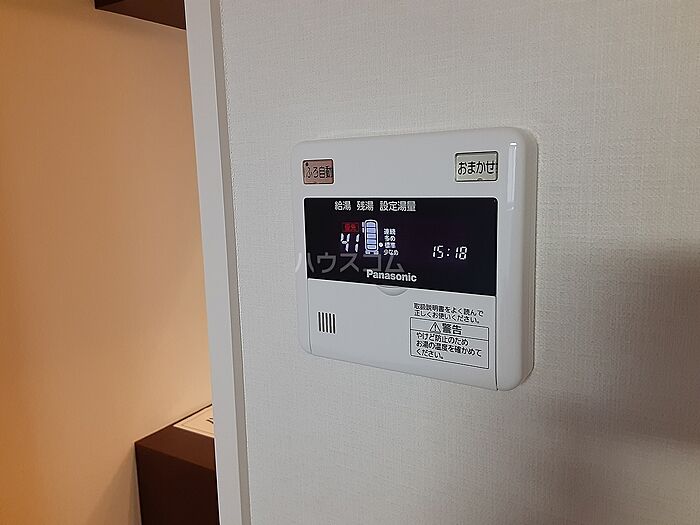 ふろ自動
おまかせ
給湯 残湯 設定湯量
優先
41
連続
多め
標準
少なめ
15:18
ハウスコム
Panasonic
取扱説明書をよく読んで
正しくお使いください。
⚠警告
やけど防止のため
お湯の温度を確かめて
ください。